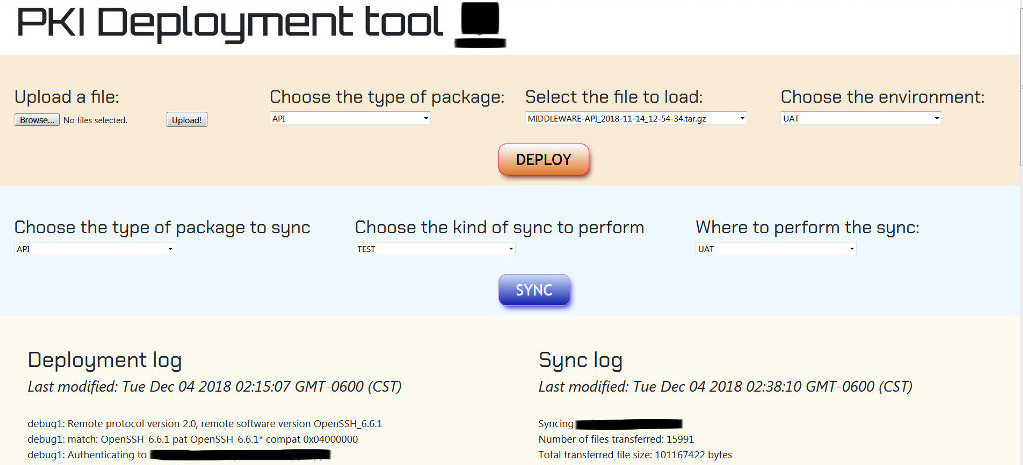 PKI Deployment tool
Upload a file: Choose the type of package: Select the file to load: Choose the environment:
Browse... No files selected. Upload! API MIDDLEWARE-API_2018-11-14_12-54-34.tar.gz UAT
DEPLOY
Choose the type of package to sync Choose the kind of sync to perform Where to perform the sync:
API TEST UAT
SYNC
Deployment log
Last modified: Tue Dec 04 2018 02:15:07 GMT-0600 (CST)
debug1: Remote protocol version 2.0, remote software version OpenSSH_6.6.1
debug1: match: OpenSSH_6.6.1 pat OpenSSH_6.6.1* compat 0x04000000
debug1: Authenticating to
Sync log
Last modified: Tue Dec 04 2018 02:38:10 GMT-0600 (CST)
Syncing
Number of files transferred: 15991
Total transferred file size: 101167422 bytes